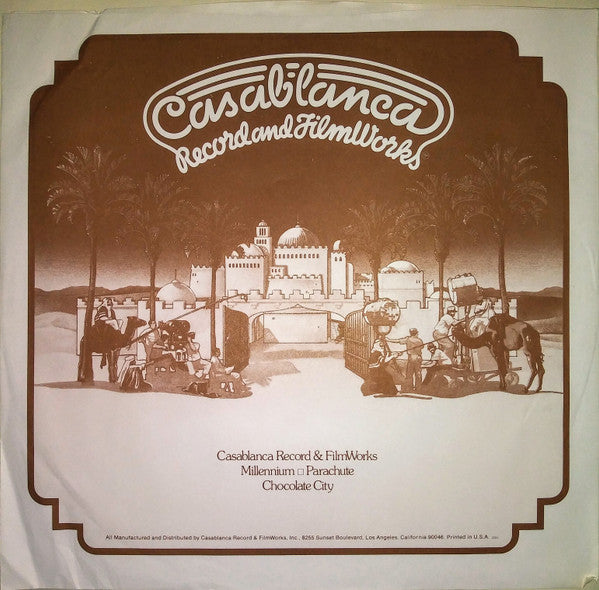 Casablanca
Record and FilmWorks
Casablanca Record & FilmWorks
Millennium □ Parachute
Chocolate City
All Manufactured and Distributed by Casablanca Record & FilmWorks, Inc., 8255 Sunset Boulevard, Los Angeles, California 90046. Printed in U.S.A.